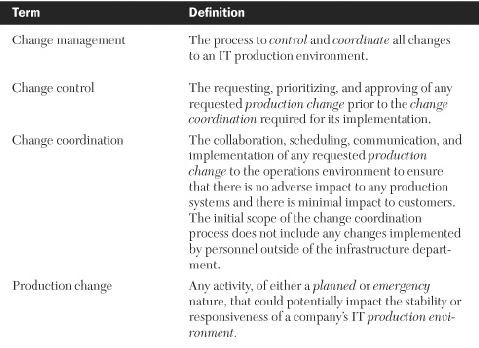 Term Definition
Change management The process to control and coordinate all changes
to an IT production environment.
Change control The requesting, prioritizing, and approving of any
requested production change prior to the change
coordination required for its implementation.
Change coordination The collaboration, scheduling, communication, and
implementation of any requested production
change to the operations environment to ensure
that there is no adverse impact to any production
systems and there is minimal impact to customers.
The initial scope of the change coordination
process does not include any changes implemented
by personnel outside of the infrastructure depart-
ment.
Production change Any activity, of either a planned or emergency
nature, that could potentially impact the stability or
responsiveness of a company's IT production envi-
ronment.